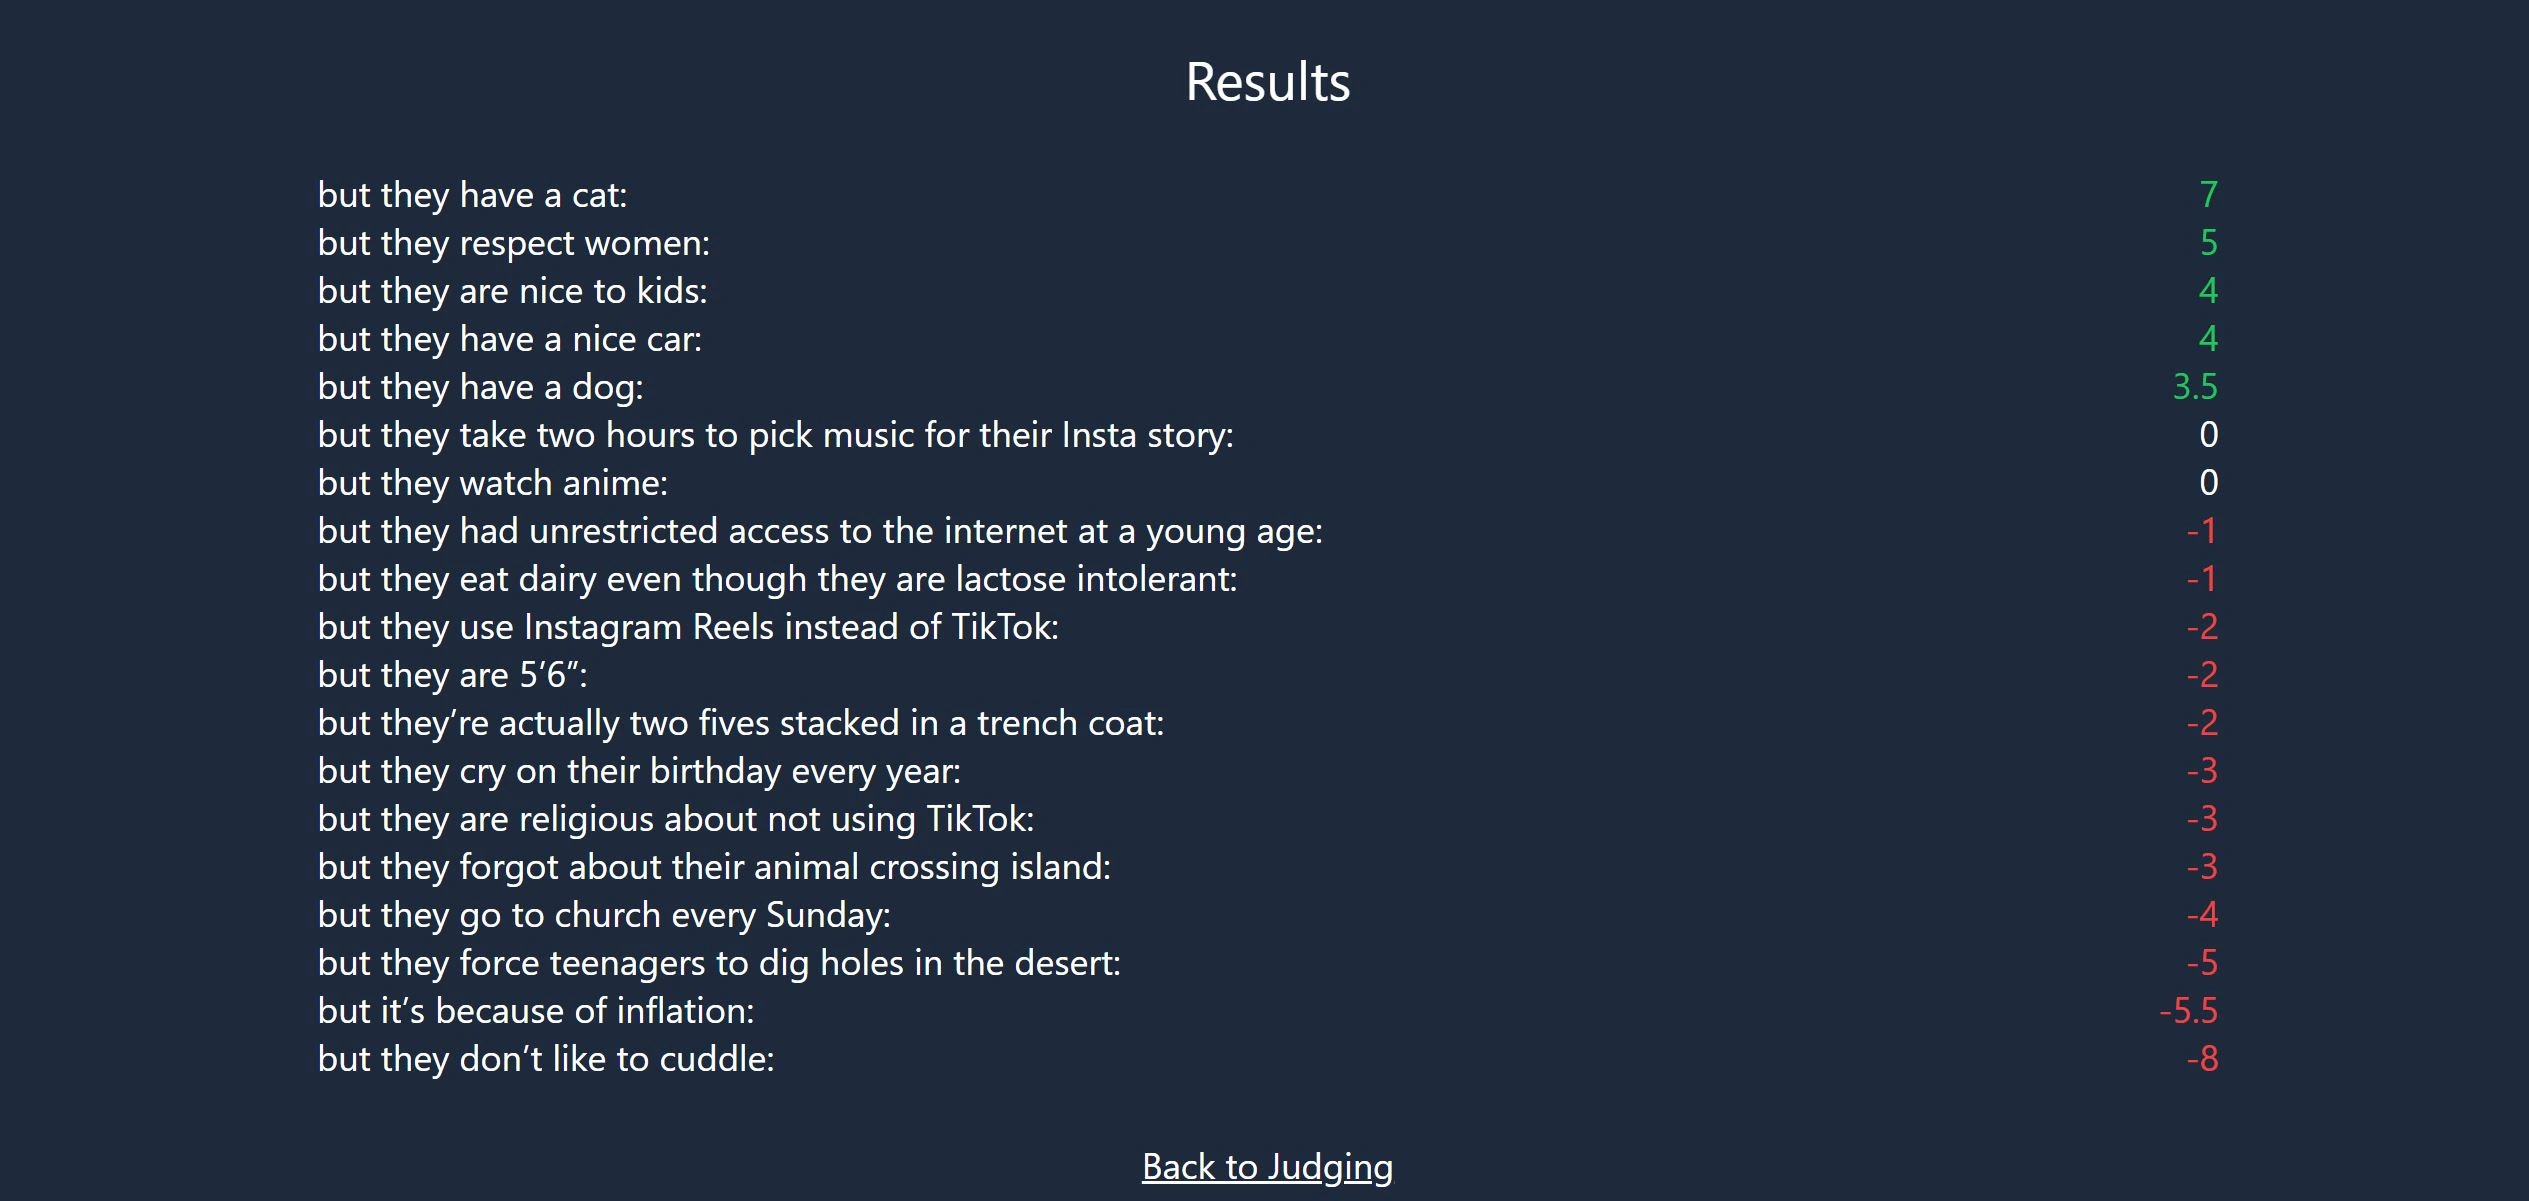 Results
but they have a cat: 7
but they respect women: 5
but they are nice to kids: 4
but they have a nice car: 4
but they have a dog: 3.5
but they take two hours to pick music for their Insta story: 0
but they watch anime: 0
but they had unrestricted access to the internet at a young age: -1
but they eat dairy even though they are lactose intolerant: -1
but they use Instagram Reels instead of TikTok: -2
but they are 5’6”: -2
but they’re actually two fives stacked in a trench coat: -2
but they cry on their birthday every year: -3
but they are religious about not using TikTok: -3
but they forgot about their animal crossing island: -3
but they go to church every Sunday: -4
but they force teenagers to dig holes in the desert: -5
but it’s because of inflation: -5.5
but they don’t like to cuddle: -8
Back to Judging